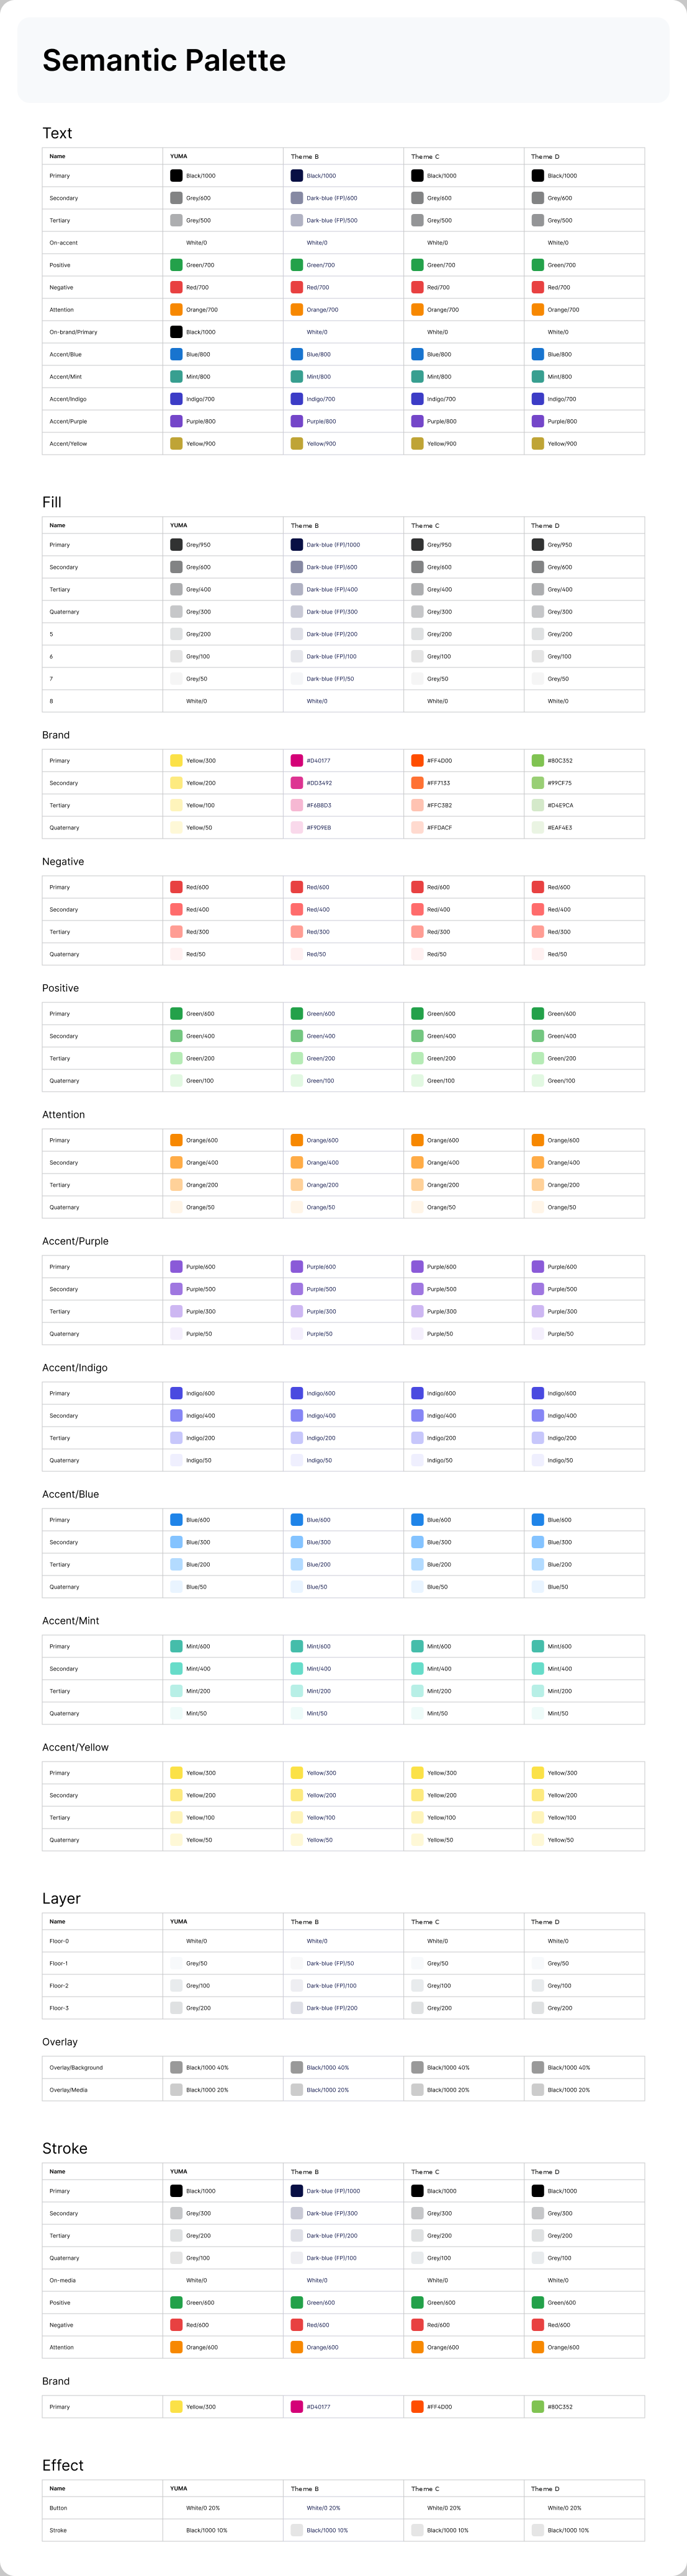 Semantic Palette
Text
Name YUMA Theme B Theme C Theme D
Primary Black/1000 Black/1000 Black/1000 Black/1000
Secondary Grey/600 Dark-blue (FP)/600 Grey/600 Grey/600
Tertiary Grey/500 Dark-blue (FP)/500 Grey/500 Grey/500
On-accent White/0 White/0 White/0 White/0
Positive Green/700 Green/700 Green/700 Green/700
Negative Red/700 Red/700 Red/700 Red/700
Attention Orange/700 Orange/700 Orange/700 Orange/700
On-brand/Primary Black/1000 White/0 White/0 White/0
Accent/Blue Blue/800 Blue/800 Blue/800 Blue/800
Accent/Mint Mint/800 Mint/800 Mint/800 Mint/800
Accent/Indigo Indigo/700 Indigo/700 Indigo/700 Indigo/700
Accent/Purple Purple/800 Purple/800 Purple/800 Purple/800
Accent/Yellow Yellow/900 Yellow/900 Yellow/900 Yellow/900
Fill
Name YUMA Theme B Theme C Theme D
Primary Grey/950 Dark-blue (FP)/1000 Grey/950 Grey/950
Secondary Grey/600 Dark-blue (FP)/600 Grey/600 Grey/600
Tertiary Grey/400 Dark-blue (FP)/400 Grey/400 Grey/400
Quaternary Grey/300 Dark-blue (FP)/300 Grey/300 Grey/300
5 Grey/200 Dark-blue (FP)/200 Grey/200 Grey/200
6 Grey/100 Dark-blue (FP)/100 Grey/100 Grey/100
7 Grey/50 Dark-blue (FP)/50 Grey/50 Grey/50
8 White/0 White/0 White/0 White/0
Brand
Primary Yellow/300 #D40177 #FF4D00 #80C352
Secondary Yellow/200 #DD3492 #FF7133 #99CF75
Tertiary Yellow/100 #F6B8D3 #FFC3B2 #D4E9CA
Quaternary Yellow/50 #F9D9EB #FFDACF #EAF4E3
Negative
Primary Red/600 Red/600 Red/600 Red/600
Secondary Red/400 Red/400 Red/400 Red/400
Tertiary Red/300 Red/300 Red/300 Red/300
Quaternary Red/50 Red/50 Red/50 Red/50
Positive
Primary Green/600 Green/600 Green/600 Green/600
Secondary Green/400 Green/400 Green/400 Green/400
Tertiary Green/200 Green/200 Green/200 Green/200
Quaternary Green/100 Green/100 Green/100 Green/100
Attention
Primary Orange/600 Orange/600 Orange/600 Orange/600
Secondary Orange/400 Orange/400 Orange/400 Orange/400
Tertiary Orange/200 Orange/200 Orange/200 Orange/200
Quaternary Orange/50 Orange/50 Orange/50 Orange/50
Accent/Purple
Primary Purple/600 Purple/600 Purple/600 Purple/600
Secondary Purple/500 Purple/500 Purple/500 Purple/500
Tertiary Purple/300 Purple/300 Purple/300 Purple/300
Quaternary Purple/50 Purple/50 Purple/50 Purple/50
Accent/Indigo
Primary Indigo/600 Indigo/600 Indigo/600 Indigo/600
Secondary Indigo/400 Indigo/400 Indigo/400 Indigo/400
Tertiary Indigo/200 Indigo/200 Indigo/200 Indigo/200
Quaternary Indigo/50 Indigo/50 Indigo/50 Indigo/50
Accent/Blue
Primary Blue/600 Blue/600 Blue/600 Blue/600
Secondary Blue/300 Blue/300 Blue/300 Blue/300
Tertiary Blue/200 Blue/200 Blue/200 Blue/200
Quaternary Blue/50 Blue/50 Blue/50 Blue/50
Accent/Mint
Primary Mint/600 Mint/600 Mint/600 Mint/600
Secondary Mint/400 Mint/400 Mint/400 Mint/400
Tertiary Mint/200 Mint/200 Mint/200 Mint/200
Quaternary Mint/50 Mint/50 Mint/50 Mint/50
Accent/Yellow
Primary Yellow/300 Yellow/300 Yellow/300 Yellow/300
Secondary Yellow/200 Yellow/200 Yellow/200 Yellow/200
Tertiary Yellow/100 Yellow/100 Yellow/100 Yellow/100
Quaternary Yellow/50 Yellow/50 Yellow/50 Yellow/50
Layer
Name YUMA Theme B Theme C Theme D
Floor-0 White/0 White/0 White/0 White/0
Floor-1 Grey/50 Dark-blue (FP)/50 Grey/50 Grey/50
Floor-2 Grey/100 Dark-blue (FP)/100 Grey/100 Grey/100
Floor-3 Grey/200 Dark-blue (FP)/200 Grey/200 Grey/200
Overlay
Overlay/Background Black/1000 40% Black/1000 40% Black/1000 40% Black/1000 40%
Overlay/Media Black/1000 20% Black/1000 20% Black/1000 20% Black/1000 20%
Stroke
Name YUMA Theme B Theme C Theme D
Primary Black/1000 Dark-blue (FP)/1000 Black/1000 Black/1000
Secondary Grey/300 Dark-blue (FP)/300 Grey/300 Grey/300
Tertiary Grey/200 Dark-blue (FP)/200 Grey/200 Grey/200
Quaternary Grey/100 Dark-blue (FP)/100 Grey/100 Grey/100
On-media White/0 White/0 White/0 White/0
Positive Green/600 Green/600 Green/600 Green/600
Negative Red/600 Red/600 Red/600 Red/600
Attention Orange/600 Orange/600 Orange/600 Orange/600
Brand
Primary Yellow/300 #D40177 #FF4D00 #80C352
Effect
Name YUMA Theme B Theme C Theme D
Button White/0 20% White/0 20% White/0 20% White/0 20%
Stroke Black/1000 10% Black/1000 10% Black/1000 10% Black/1000 10%